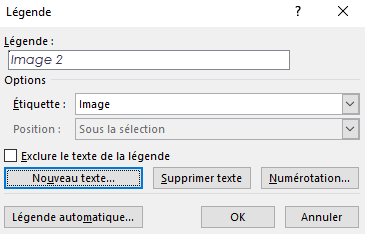 Légende
?
Légende :
Image 2
Options
Étiquette :
Image
Position :
Sous la sélection
Exclure le texte de la légende
Nouveau texte...
Supprimer texte
Numérotation...
Légende automatique...
OK
Annuler